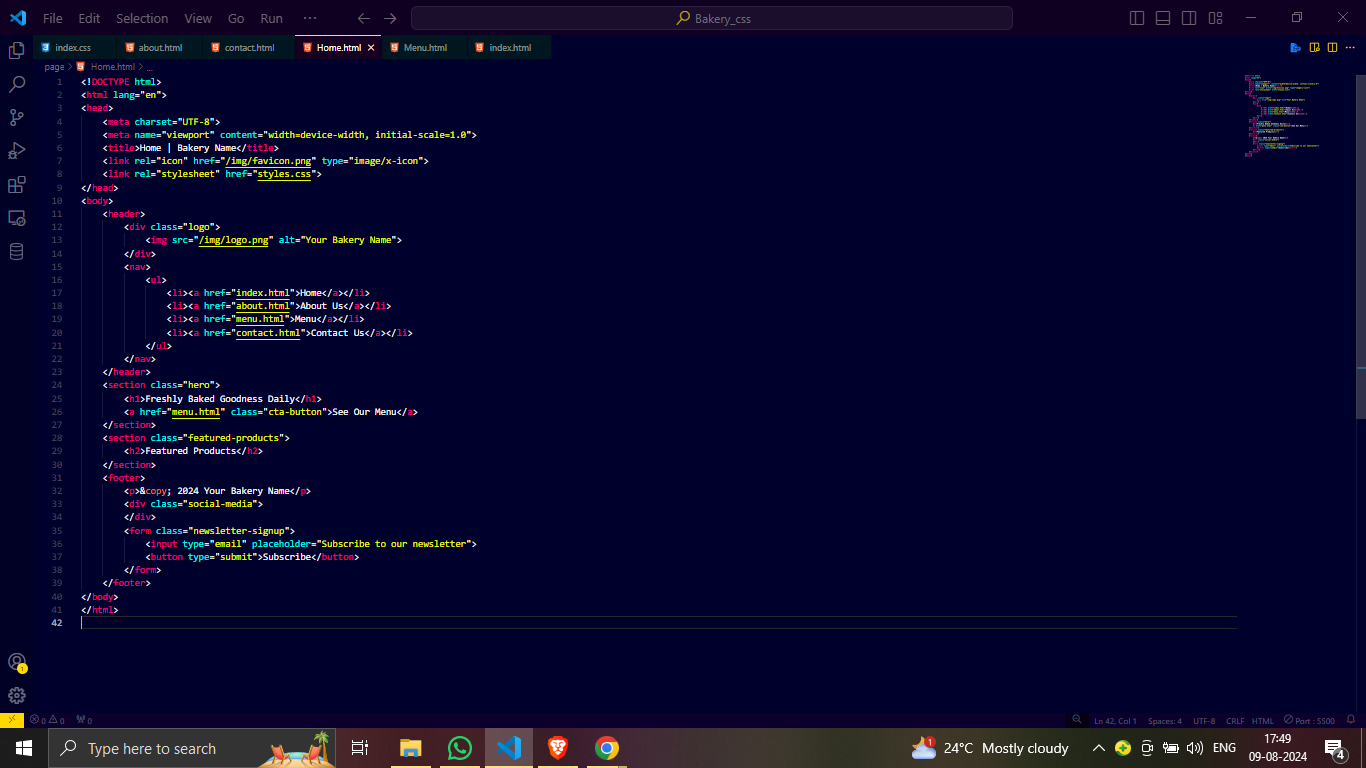 File Edit Selection View Go Run ··· Bakery_css
index.css about.html contact.html Home.html Menu.html index.html
page > Home.html > ...
1 <!DOCTYPE html>
2 <html lang="en">
3 <head>
4 <meta charset="UTF-8">
5 <meta name="viewport" content="width=device-width, initial-scale=1.0">
6 <title>Home | Bakery Name</title>
7 <link rel="icon" href="/img/favicon.png" type="image/x-icon">
8 <link rel="stylesheet" href="styles.css">
9 </head>
10 <body>
11 <header>
12 <div class="logo">
13 <img src="/img/logo.png" alt="Your Bakery Name">
14 </div>
15 <nav>
16 <ul>
17 <li><a href="index.html">Home</a></li>
18 <li><a href="about.html">About Us</a></li>
19 <li><a href="menu.html">Menu</a></li>
20 <li><a href="contact.html">Contact Us</a></li>
21 </ul>
22 </nav>
23 </header>
24 <section class="hero">
25 <h1>Freshly Baked Goodness Daily</h1>
26 <a href="menu.html" class="cta-button">See Our Menu</a>
27 </section>
28 <section class="featured-products">
29 <h2>Featured Products</h2>
30 </section>
31 <footer>
32 <p>&copy; 2024 Your Bakery Name</p>
33 <div class="social-media">
34 </div>
35 <form class="newsletter-signup">
36 <input type="email" placeholder="Subscribe to our newsletter">
37 <button type="submit">Subscribe</button>
38 </form>
39 </footer>
40 </body>
41 </html>
42
1
0 0 0 Ln 42, Col 1 Spaces: 4 UTF-8 CRLF HTML Port : 5500
Type here to search 1 24°C Mostly cloudy ENG 17:49
09-08-2024 4